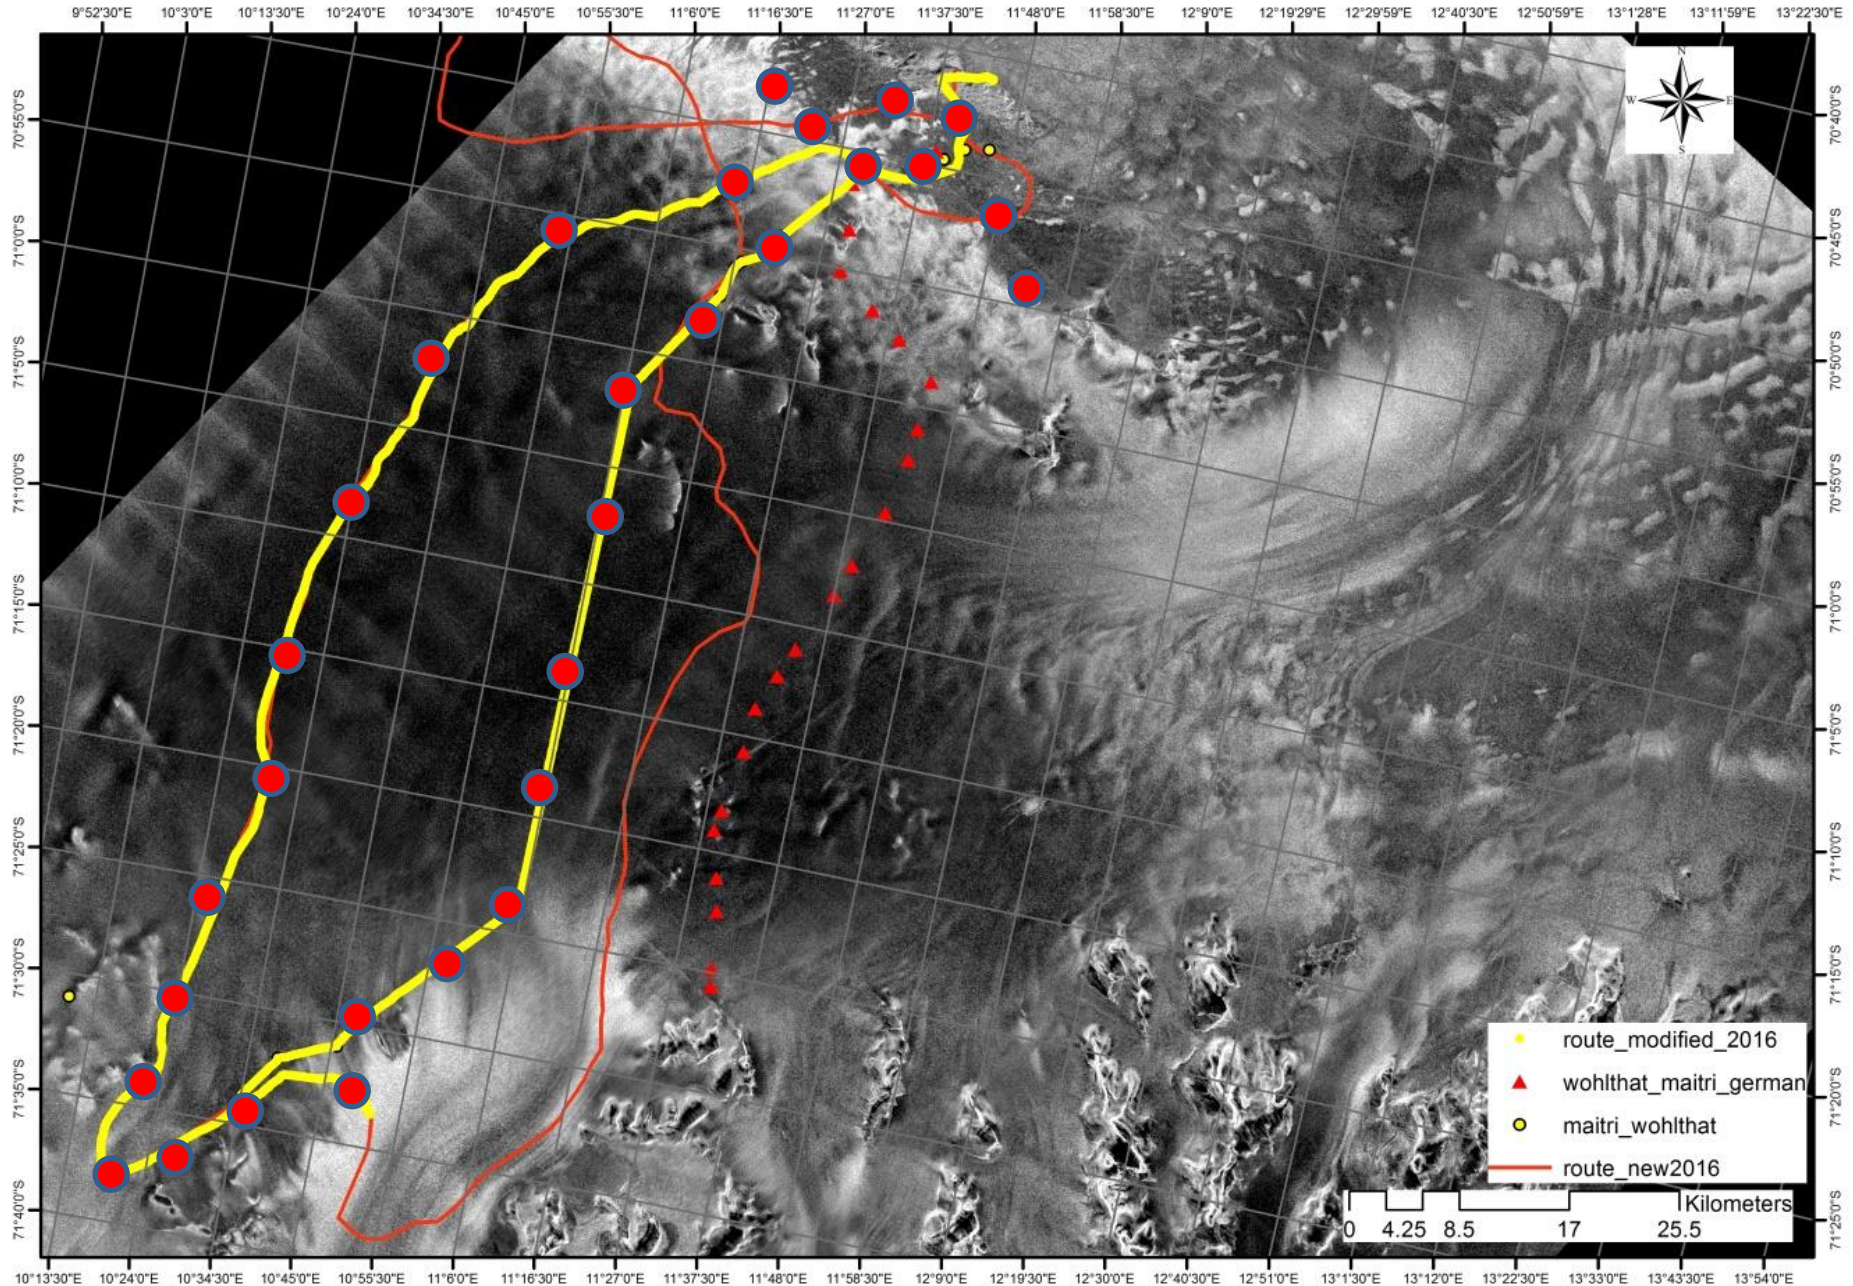 9°52'30"E 10°3'0"E 10°13'30"E 10°24'0"E 10°34'30"E 10°45'0"E 10°55'30"E 11°6'0"E 11°16'30"E 11°27'0"E 11°37'30"E 11°48'0"E 11°58'30"E 12°9'0"E 12°19'29"E 12°29'59"E 12°40'30"E 12°50'59"E 13°1'28"E 13°11'59"E 13°22'30"E
N
W E
S
70°55'0"S
71°0'0"S
71°5'0"S
71°10'0"S
71°15'0"S
71°20'0"S
71°25'0"S
71°30'0"S
71°35'0"S
71°40'0"S
70°40'0"S
70°45'0"S
70°50'0"S
70°55'0"S
71°0'0"S
71°5'0"S
71°10'0"S
71°15'0"S
71°20'0"S
71°25'0"S
route_modified_2016
wohlthat_maitri_german
maitri_wohlthat
route_new2016
Kilometers
0 4.25 8.5 17 25.5
10°13'30"E 10°24'0"E 10°34'30"E 10°45'0"E 10°55'30"E 11°6'0"E 11°16'30"E 11°27'0"E 11°37'30"E 11°48'0"E 11°58'30"E 12°9'0"E 12°19'30"E 12°30'0"E 12°40'30"E 12°51'0"E 13°1'30"E 13°12'0"E 13°22'30"E 13°33'0"E 13°43'30"E 13°54'0"E